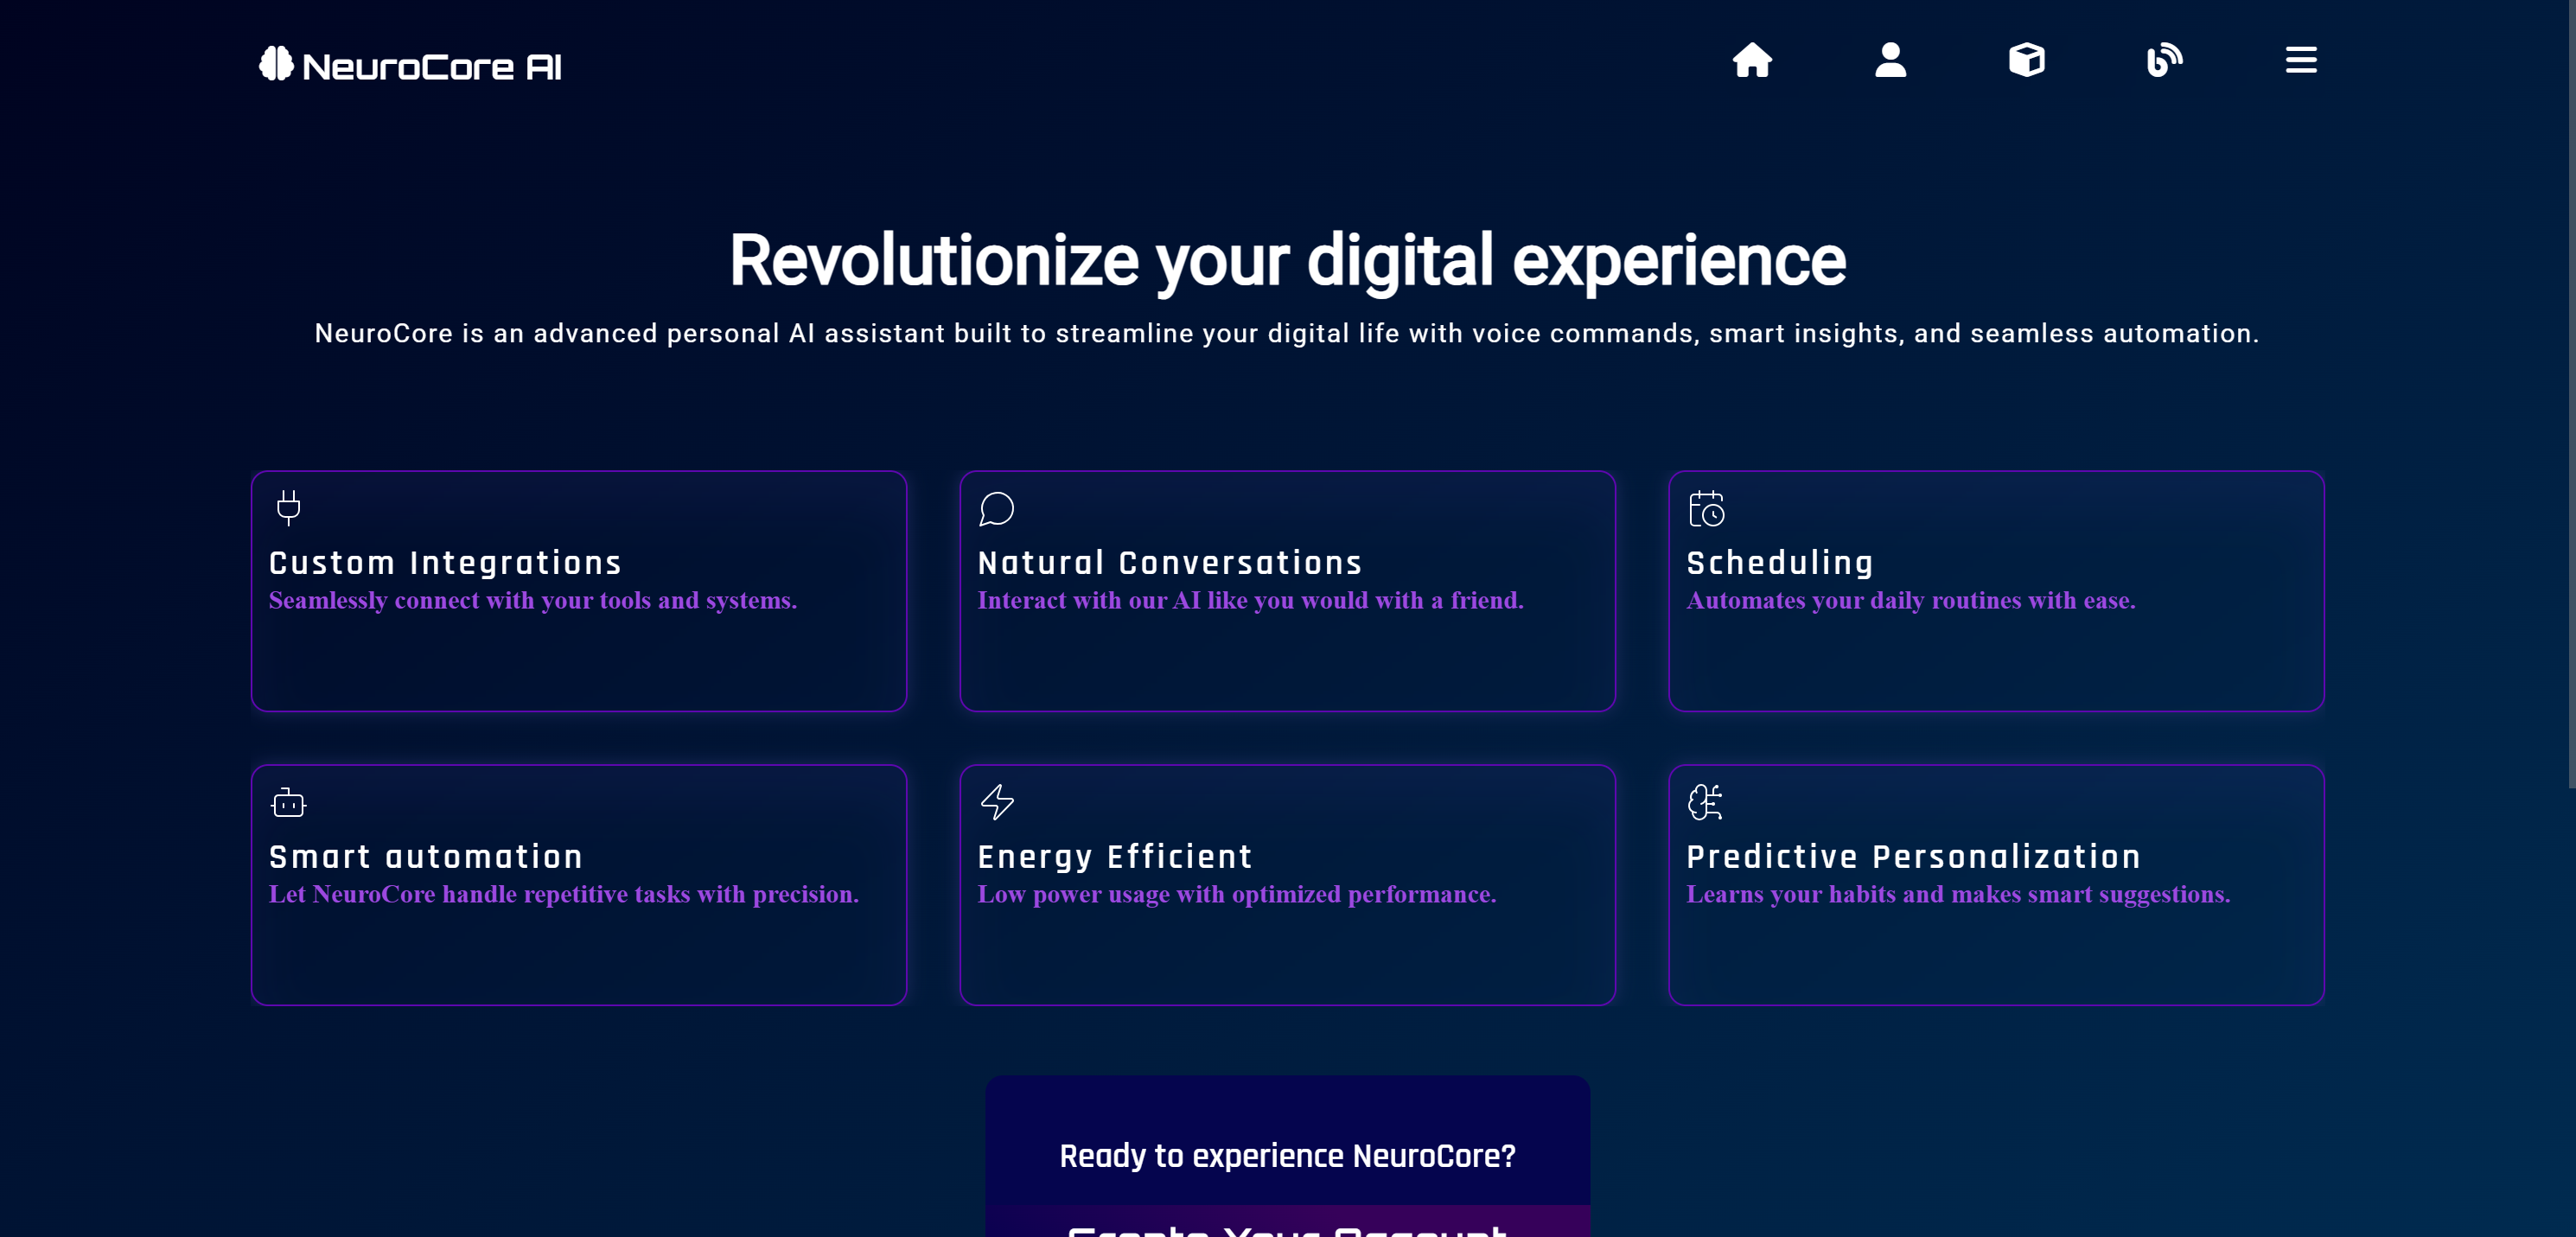 NeuroCore AI
Revolutionize your digital experience
NeuroCore is an advanced personal AI assistant built to streamline your digital life with voice commands, smart insights, and seamless automation.
Custom Integrations
Seamlessly connect with your tools and systems.
Natural Conversations
Interact with our AI like you would with a friend.
Scheduling
Automates your daily routines with ease.
Smart automation
Let NeuroCore handle repetitive tasks with precision.
Energy Efficient
Low power usage with optimized performance.
Predictive Personalization
Learns your habits and makes smart suggestions.
Ready to experience NeuroCore?
Create Your Account